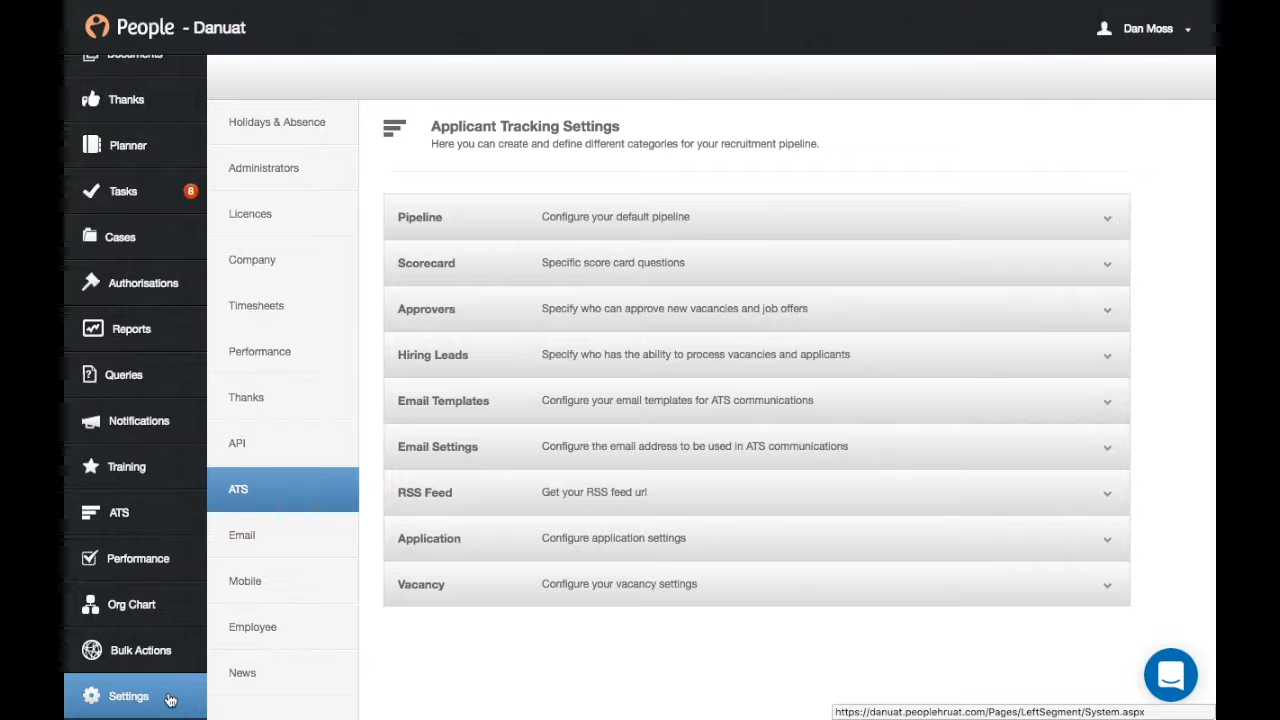 People - Danuat
Dan Moss
Documents
Thanks
Planner
Tasks 8
Cases
Authorisations
Reports
Queries
Notifications
Training
ATS
Performance
Org Chart
Bulk Actions
Settings
Holidays & Absence
Administrators
Licences
Company
Timesheets
Performance
Thanks
API
ATS
Email
Mobile
Employee
News
Applicant Tracking Settings
Here you can create and define different categories for your recruitment pipeline.
Pipeline Configure your default pipeline
Scorecard Specific score card questions
Approvers Specify who can approve new vacancies and job offers
Hiring Leads Specify who has the ability to process vacancies and applicants
Email Templates Configure your email templates for ATS communications
Email Settings Configure the email address to be used in ATS communications
RSS Feed Get your RSS feed url
Application Configure application settings
Vacancy Configure your vacancy settings
https://danuat.peoplehruat.com/Pages/LeftSegment/System.aspx